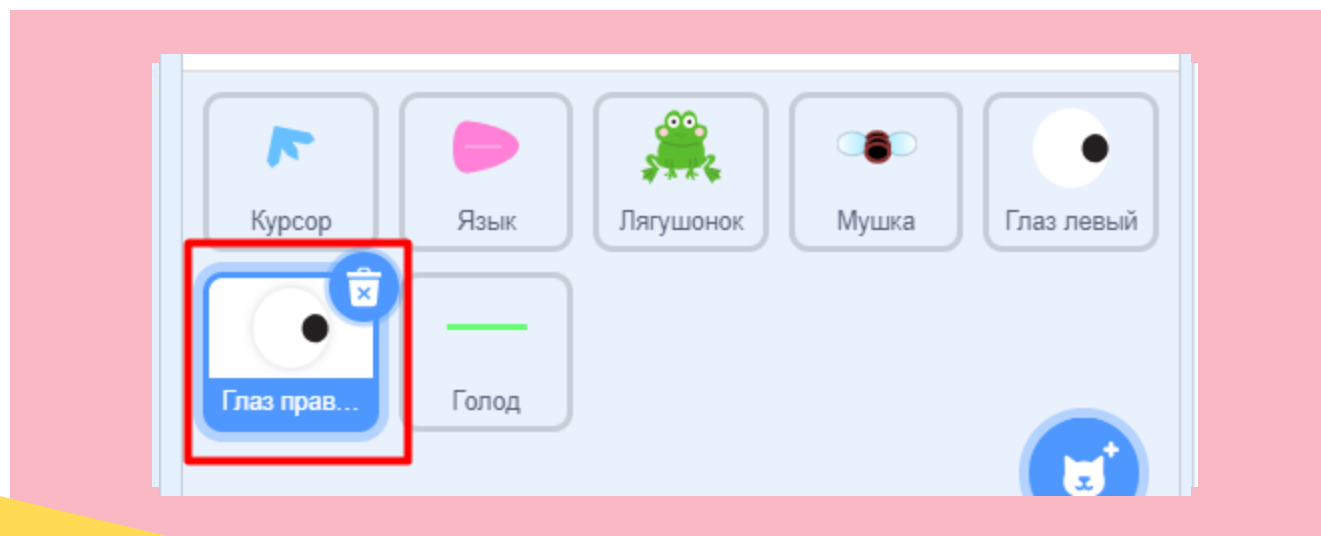 Курсор
Язык
Лягушонок
Мушка
Глаз левый
Глаз прав...
Голод